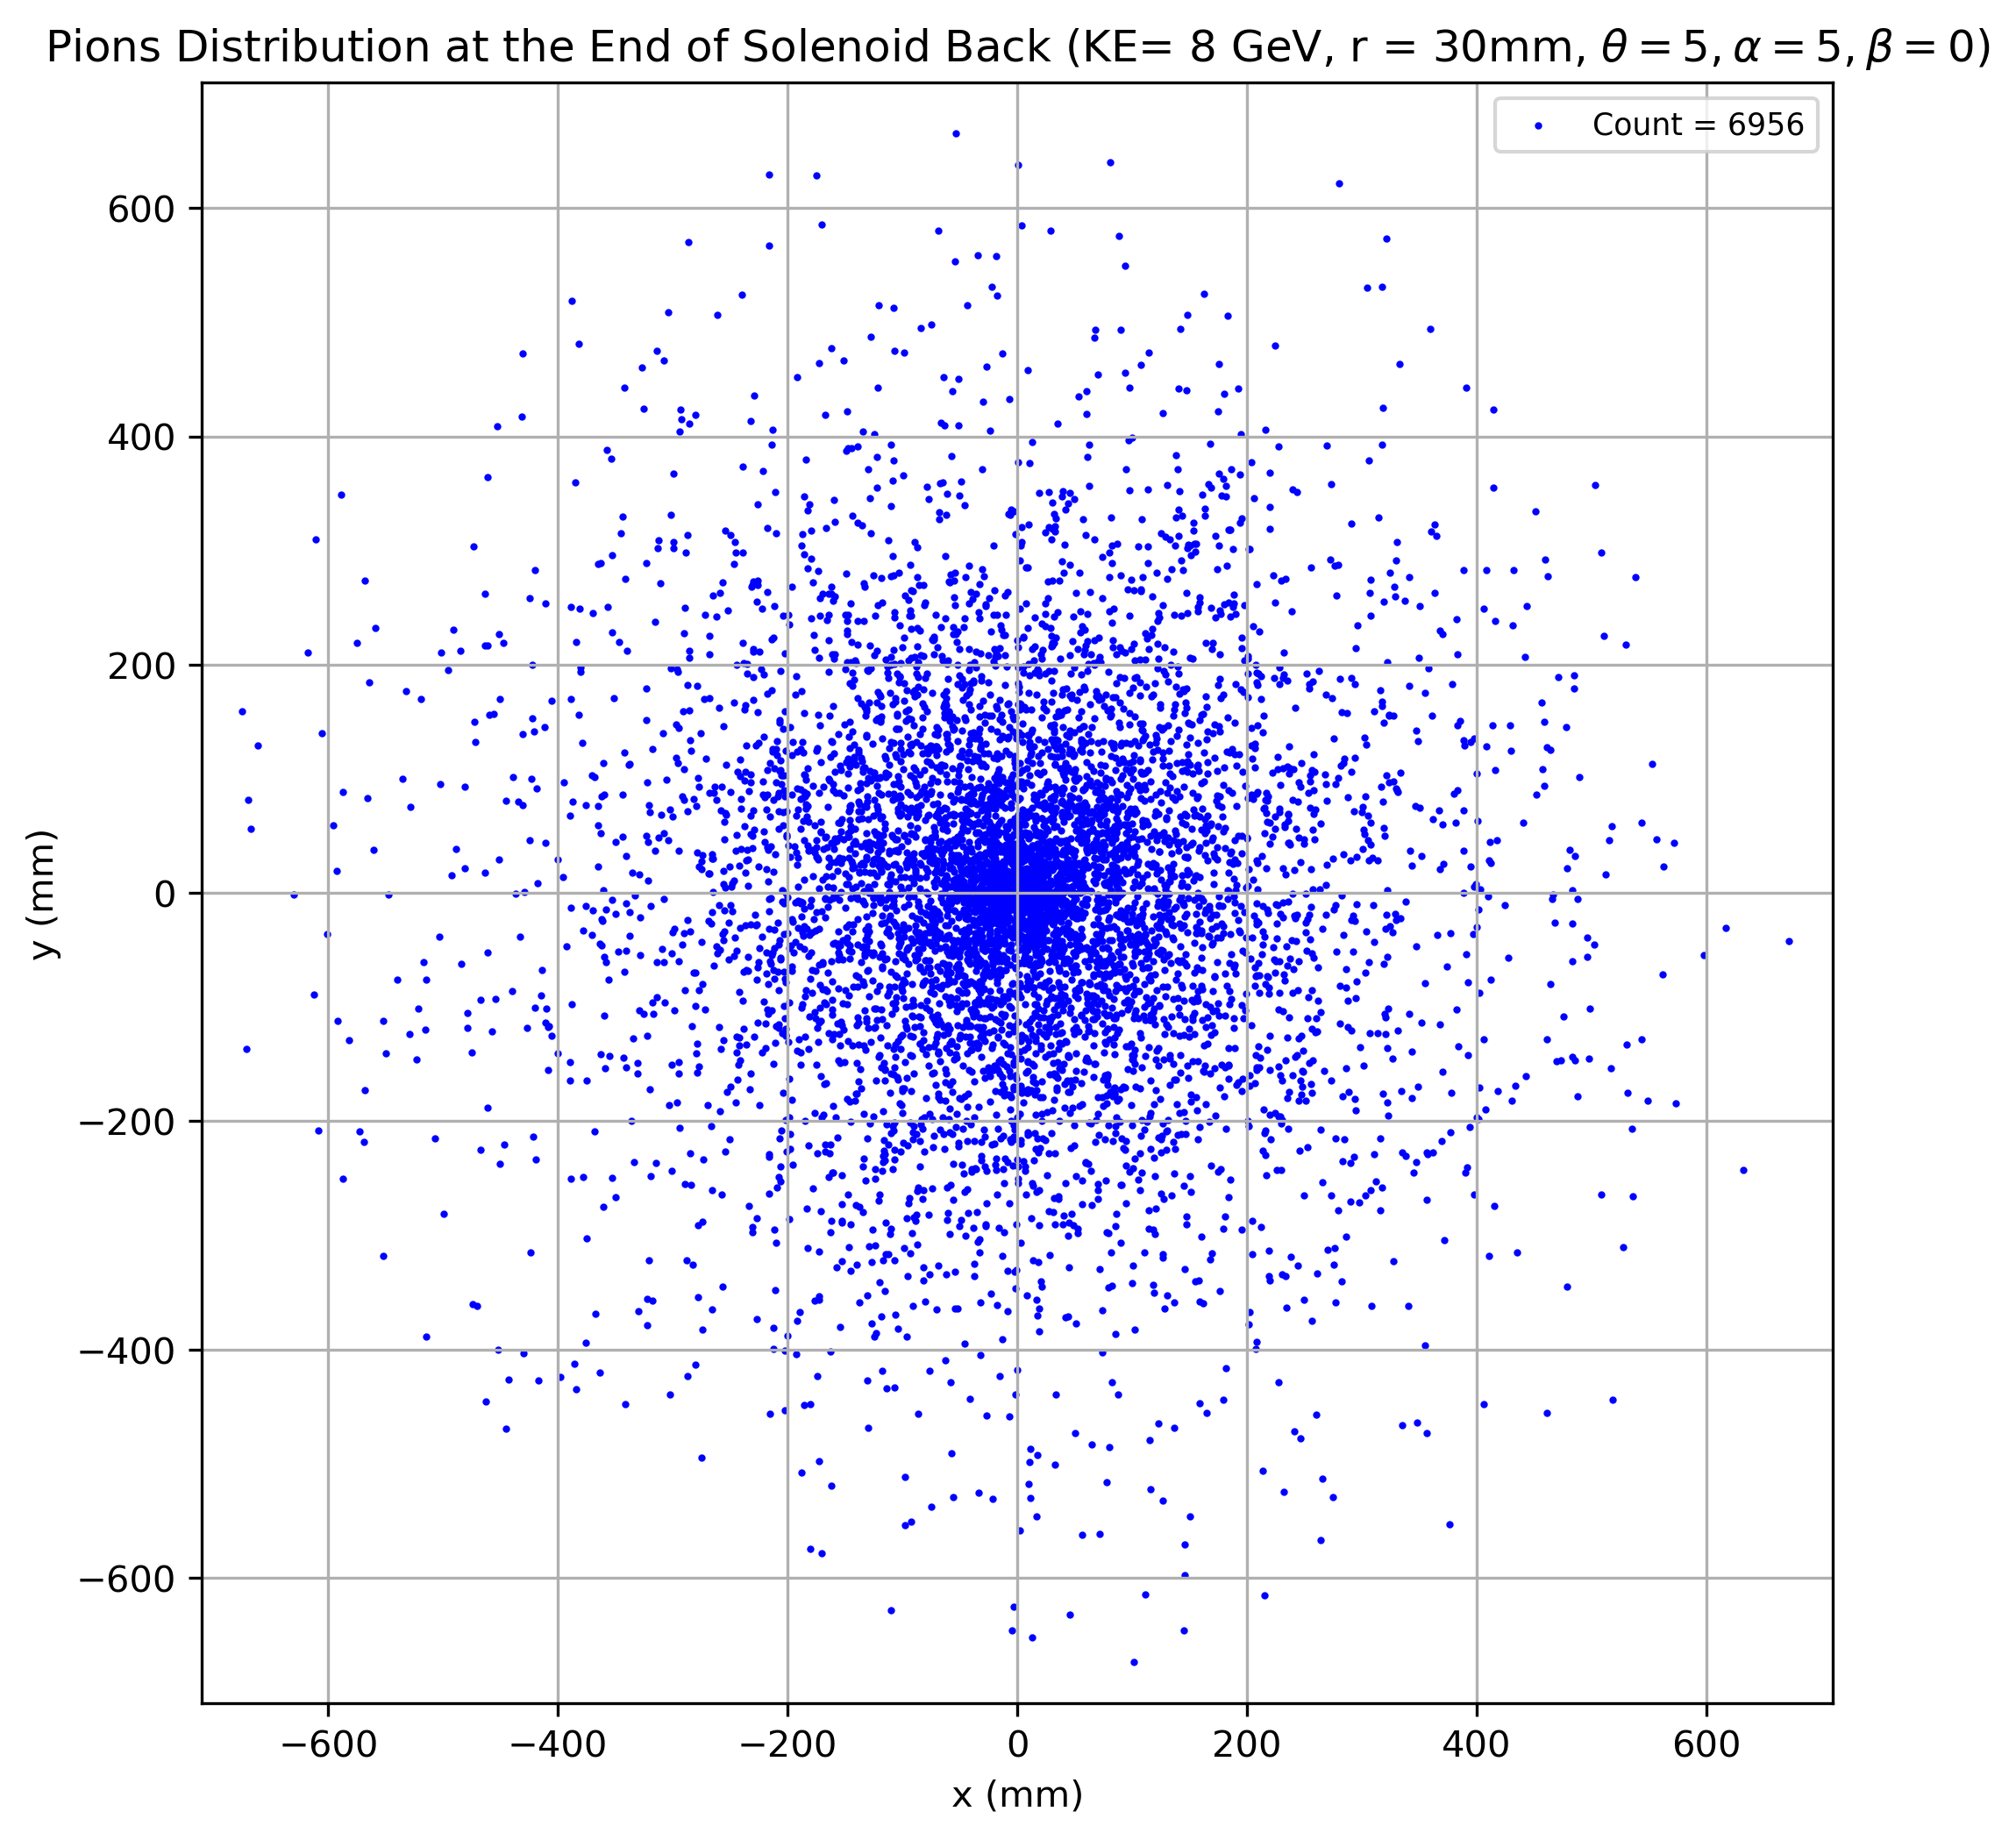 Pions Distribution at the End of Solenoid Back (KE= 8 GeV, r = 30mm, θ = 5, α = 5, β = 0)
Count = 6956
y (mm)
600
400
200
0
−200
−400
−600
−600 −400 −200 0 200 400 600
x (mm)